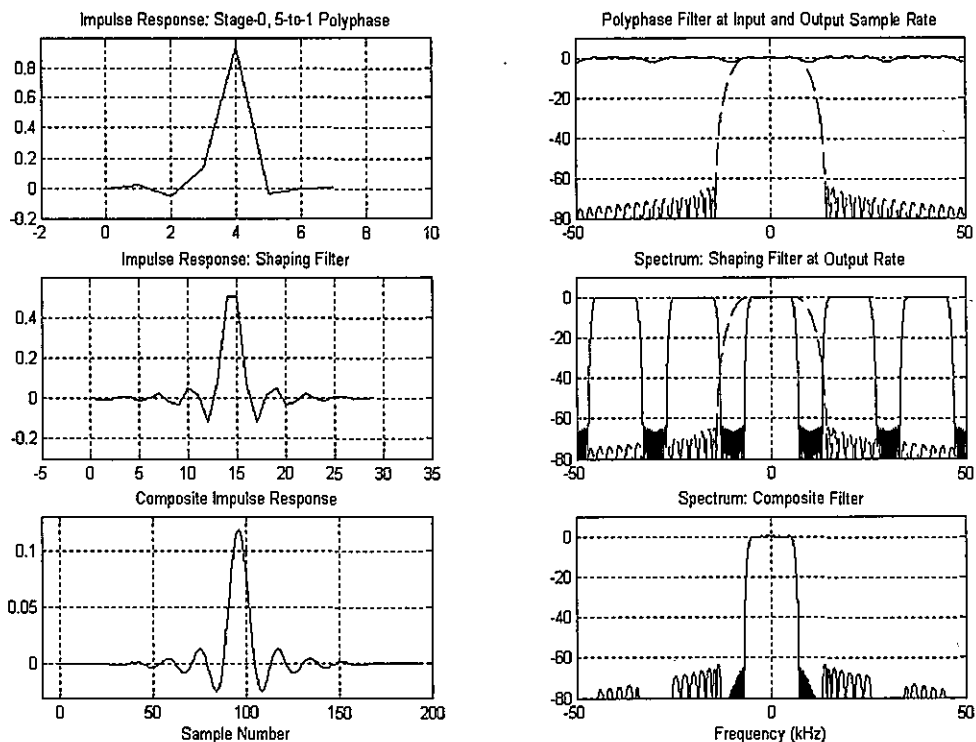 Impulse Response: Stage-0, 5-to-1 Polyphase
0.8
0.6
0.4
0.2
0
-0.2
-2 0 2 4 6 8 10
Polyphase Filter at Input and Output Sample Rate
0
-20
-40
-60
-80
-50 0 50
Impulse Response: Shaping Filter
0.4
0.2
0
-0.2
-5 0 5 10 15 20 25 30 35
Spectrum: Shaping Filter at Output Rate
0
-20
-40
-60
-80
-50 0 50
Composite Impulse Response
0.1
0.05
0
0 50 100 150 200
Sample Number
Spectrum: Composite Filter
0
-20
-40
-60
-80
-50 0 50
Frequency (kHz)